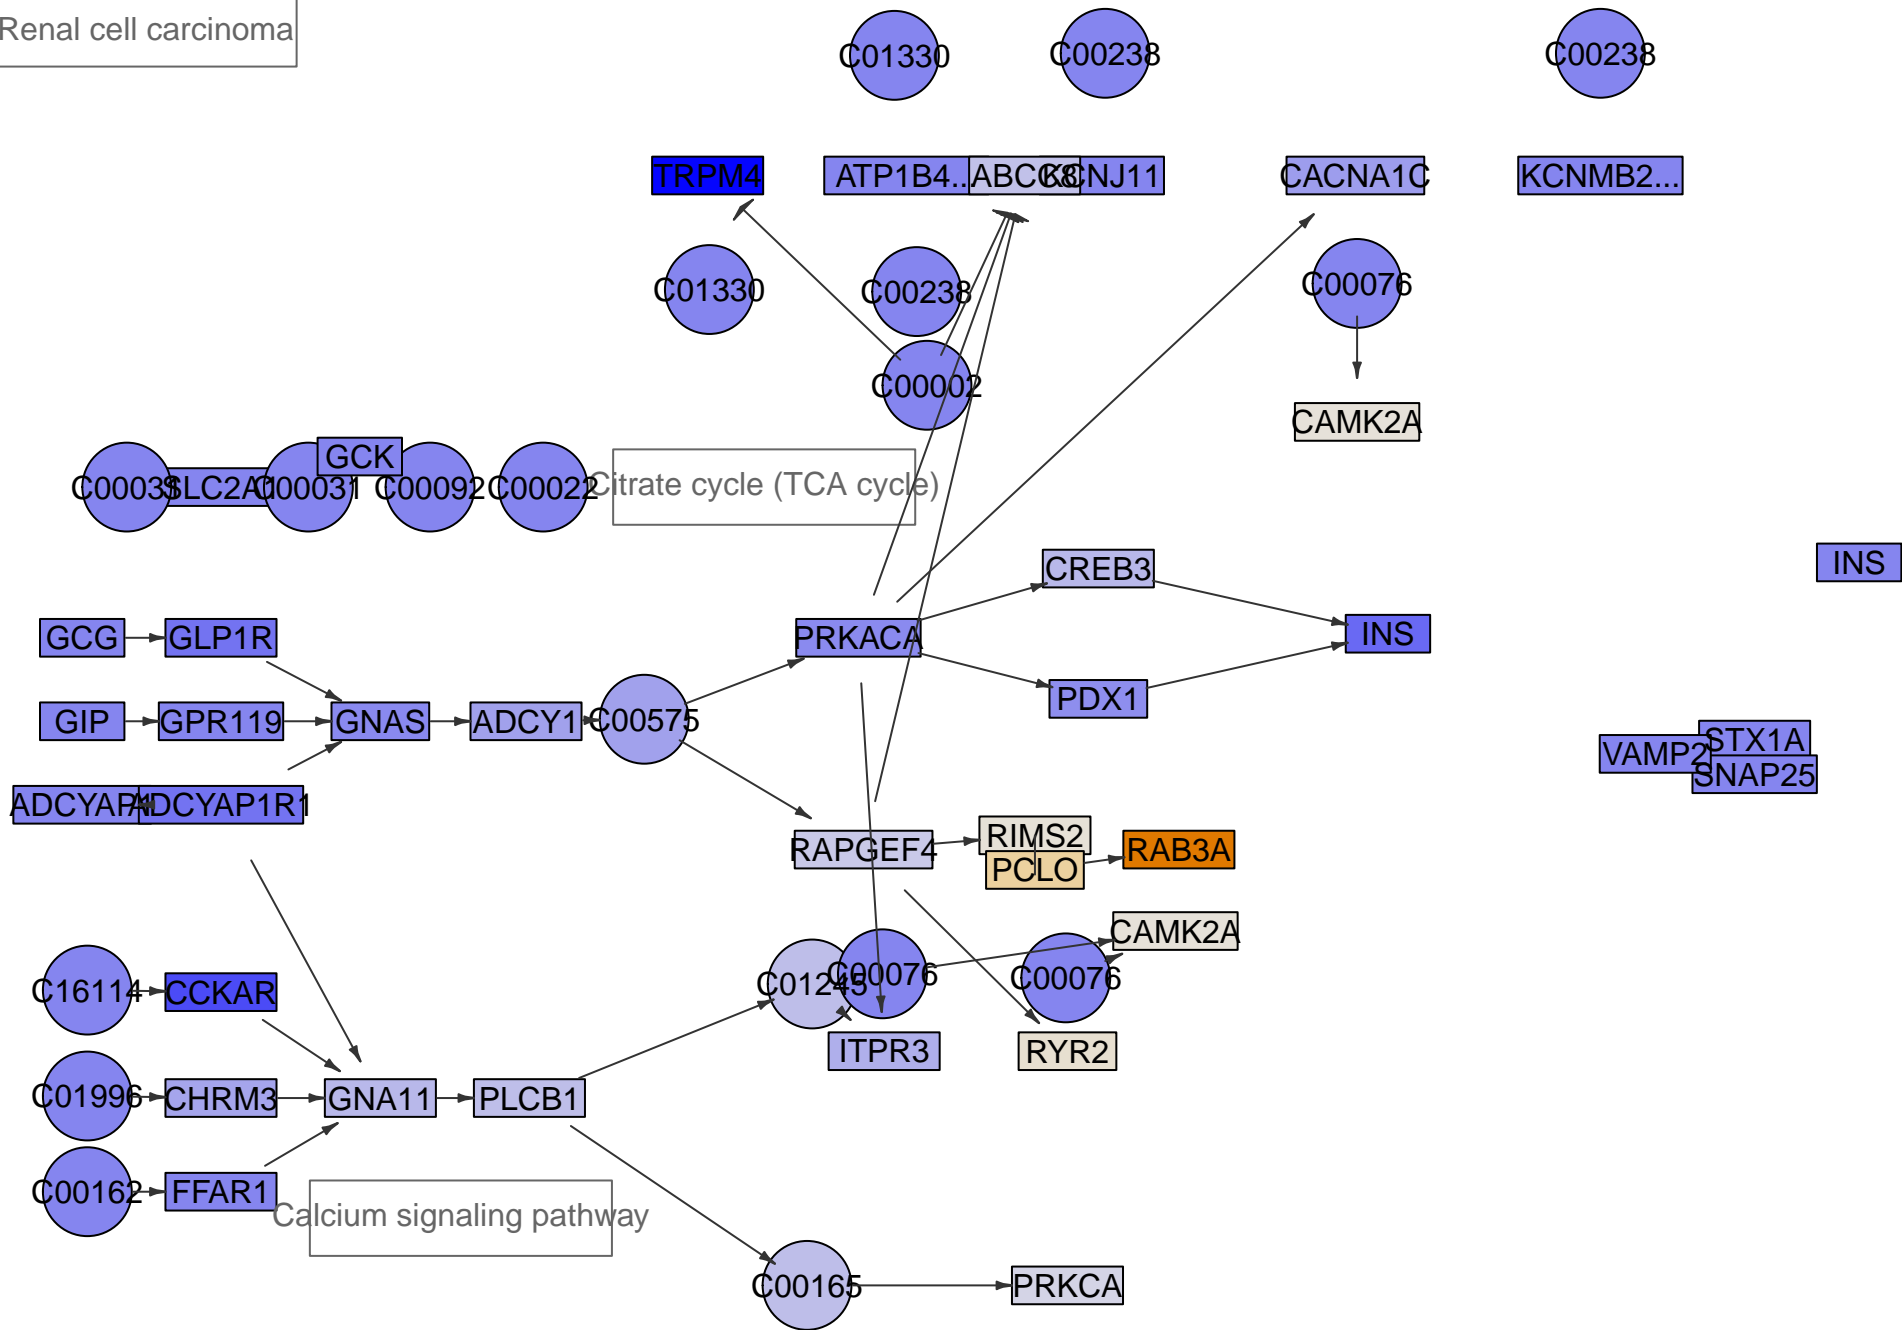 Renal cell carcinoma
C01330
C00238
C00238
TRPM4
ATP1B4...
ABCC8
KCNJ11
CACNA1C
KCNMB2...
C01330
C00238
C00076
C00002
CAMK2A
GCK
C00031
SLC2A1
C00031
C00092
C00022
Citrate cycle (TCA cycle)
CREB3
INS
GCG
GLP1R
PRKACA
INS
PDX1
GIP
GPR119
GNAS
ADCY1
C00575
STX1A
VAMP2
SNAP25
ADCYAP1
ADCYAP1R1
RIMS2
RAPGEF4
RAB3A
PCLO
CAMK2A
C01245
C00076
C00076
C16114
CCKAR
ITPR3
RYR2
C01996
CHRM3
GNA11
PLCB1
C00162
FFAR1
Calcium signaling pathway
C00165
PRKCA